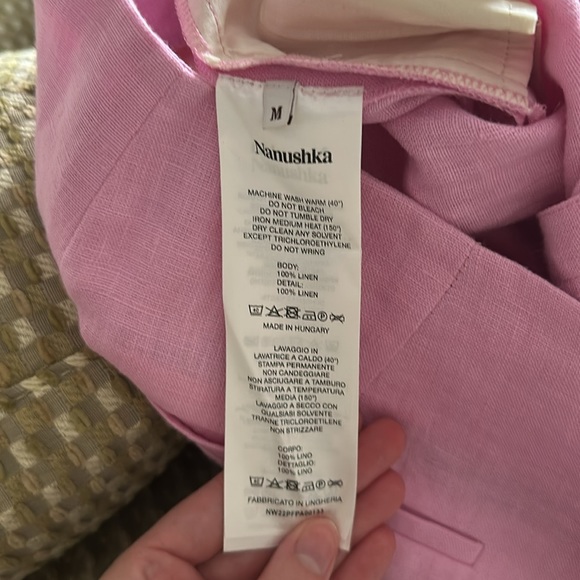 M
Nanushka
MACHINE WASH WARM (40°)
DO NOT BLEACH
DO NOT TUMBLE DRY
IRON MEDIUM HEAT (150°)
DRY CLEAN ANY SOLVENT
EXCEPT TRICHLOROETHYLENE
DO NOT WRING
BODY:
100% LINEN
DETAIL:
100% LINEN
MADE IN HUNGARY
LAVAGGIO IN
LAVATRICE A CALDO (40°)
STAMPA PERMANENTE
NON CANDEGGIARE
NON ASCIUGARE A TAMBURO
STIRATURA A TEMPERATURA
MEDIA (150°)
LAVAGGIO A SECCO CON
QUALSIASI SOLVENTE
TRANNE TRICLOROETILENE
NON STRIZZARE
CORPO:
100% LINO
DETTAGLIO:
100% LINO
FABBRICATO IN UNGHERIA